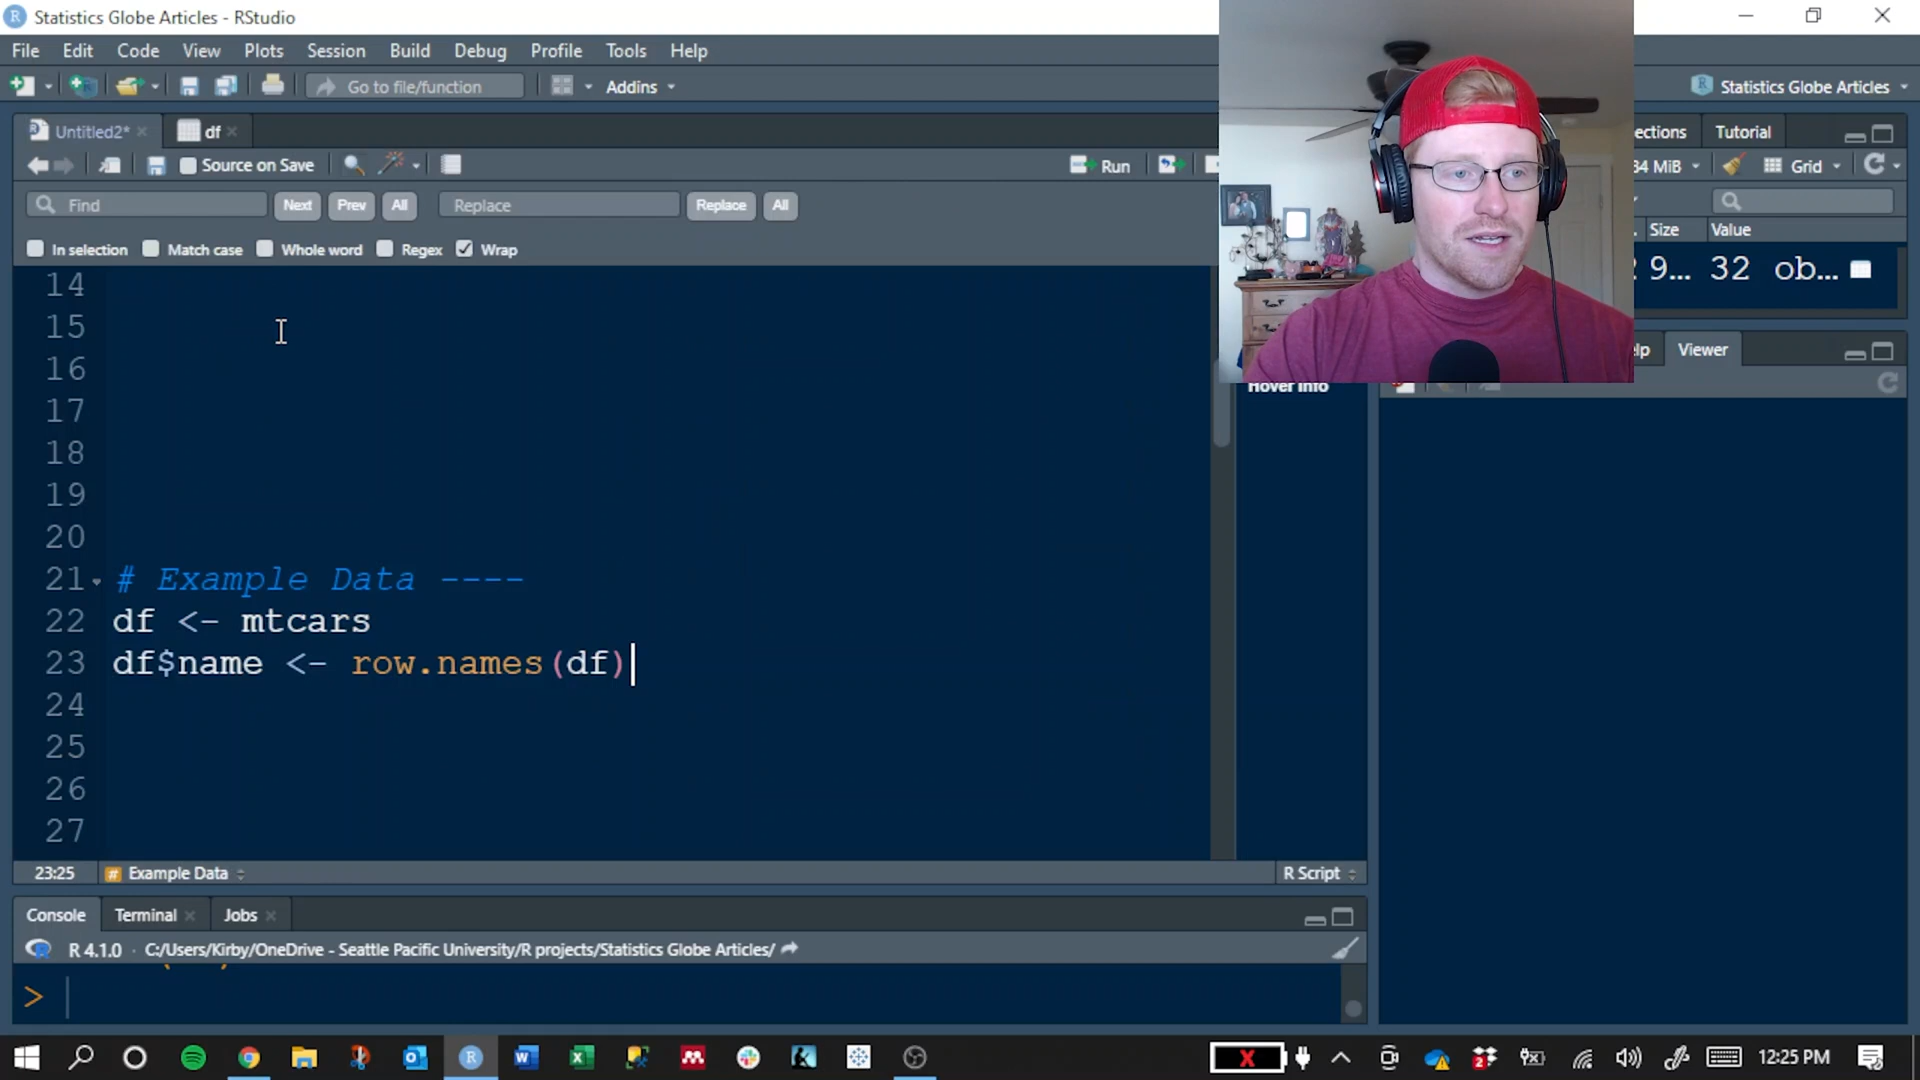 Statistics Globe Articles - RStudio
File Edit Code View Plots Session Build Debug Profile Tools Help
Go to file/function Addins Statistics Globe Articles
Untitled2* df Tutorial
Source on Save Run 34 MiB Grid
Find Next Prev All Replace Replace All
Size Value
In selection Match case Whole word Regex Wrap
9... 32 ob...
14
15
16
17
18
19
20
21 # Example Data ----
22 df <- mtcars
23 df$name <- row.names(df)
24
25
26
27
Viewer
Hover Info
23:25 Example Data R Script
Console Terminal Jobs
R 4.1.0 · C:/Users/Kirby/OneDrive - Seattle Pacific University/R projects/Statistics Globe Articles/
>
12:25 PM